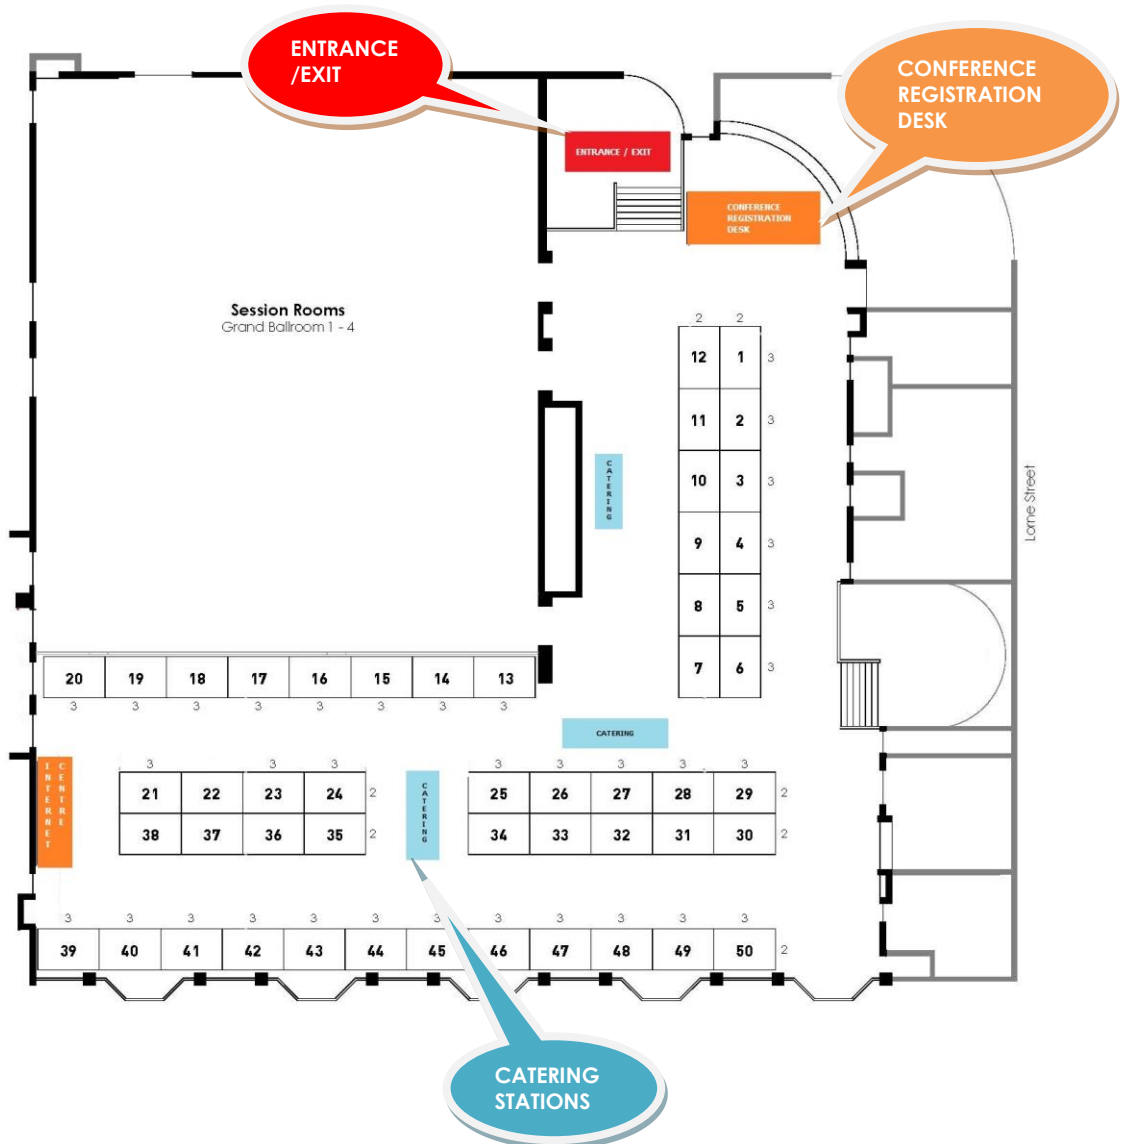 ENTRANCE
/EXIT
CONFERENCE
REGISTRATION
DESK
ENTRANCE / EXIT
CONFERENCE
REGISTRATION
DESK
Session Rooms
Grand Ballroom 1 - 4
2 2
12 1 3
11 2 3
10 3 3
9 4 3
8 5 3
7 6 3
CATERING
Lorne Street
20 19 18 17 16 15 14 13
3 3 3 3 3 3 3 3
CATERING
INTERNET
CENTRE
3 3 3
21 22 23 24 2
38 37 36 35 2
CATERING
3 3 3 3 3
25 26 27 28 29 2
34 33 32 31 30 2
3 3 3 3 3 3 3 3 3 3 3 3
39 40 41 42 43 44 45 46 47 48 49 50 2
CATERING
STATIONS